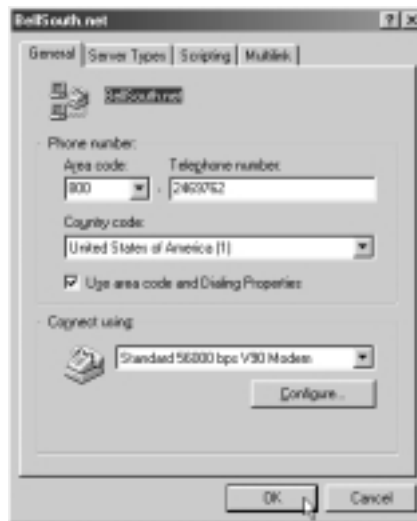 BellSouth.net
General Server Types Scripting Multilink
BellSouth.net
Phone number:
Area code: Telephone number:
800 - 2469762
Country code:
United States of America (1)
Use area code and Dialing Properties
Connect using:
Standard 56000 bps V90 Modem
Configure...
OK Cancel